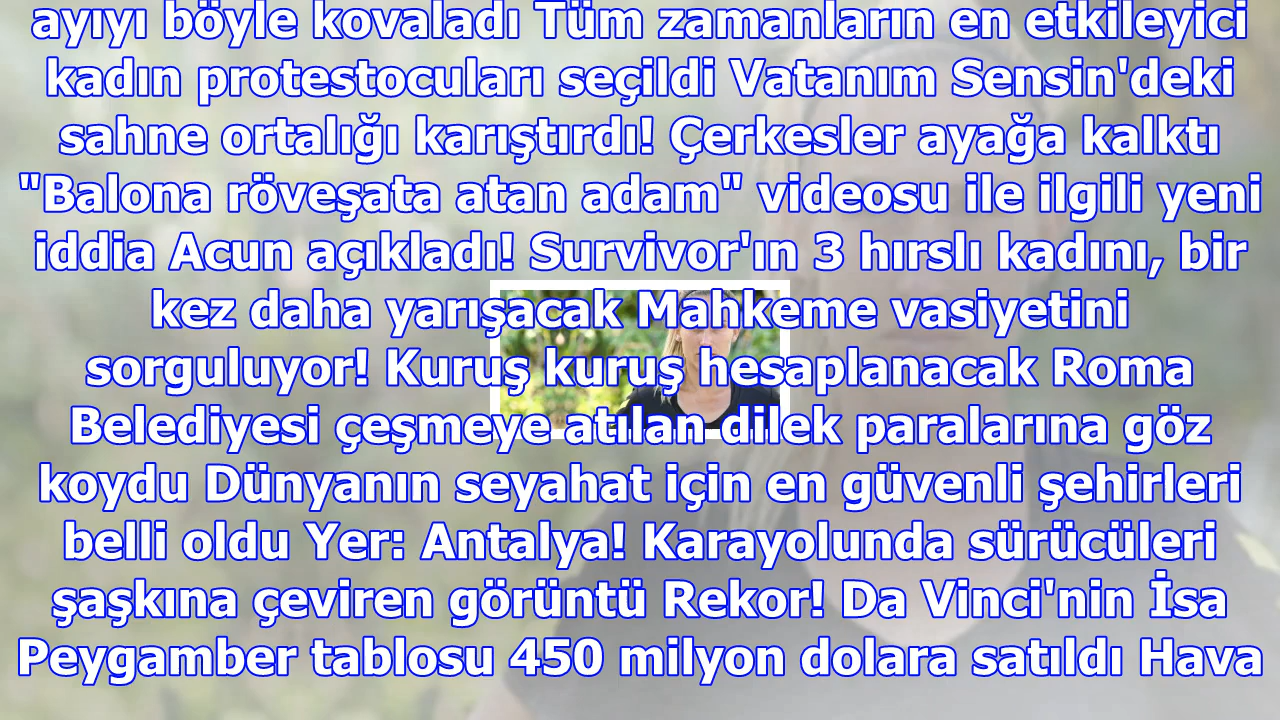 ayıyı böyle kovaladı Tüm zamanların en etkileyici
kadın protestocuları seçildi Vatanım Sensin'deki
sahne ortalığı karıştırdı! Çerkesler ayağa kalktı
"Balona röveşata atan adam" videosu ile ilgili yeni
iddia Acun açıkladı! Survivor'ın 3 hırslı kadını, bir
kez daha yarışacak Mahkeme vasiyetini
sorguluyor! Kuruş kuruş hesaplanacak Roma
Belediyesi çeşmeye atılan dilek paralarına göz
koydu Dünyanın seyahat için en güvenli şehirleri
belli oldu Yer: Antalya! Karayolunda sürücüleri
şaşkına çeviren görüntü Rekor! Da Vinci'nin İsa
Peygamber tablosu 450 milyon dolara satıldı Hava